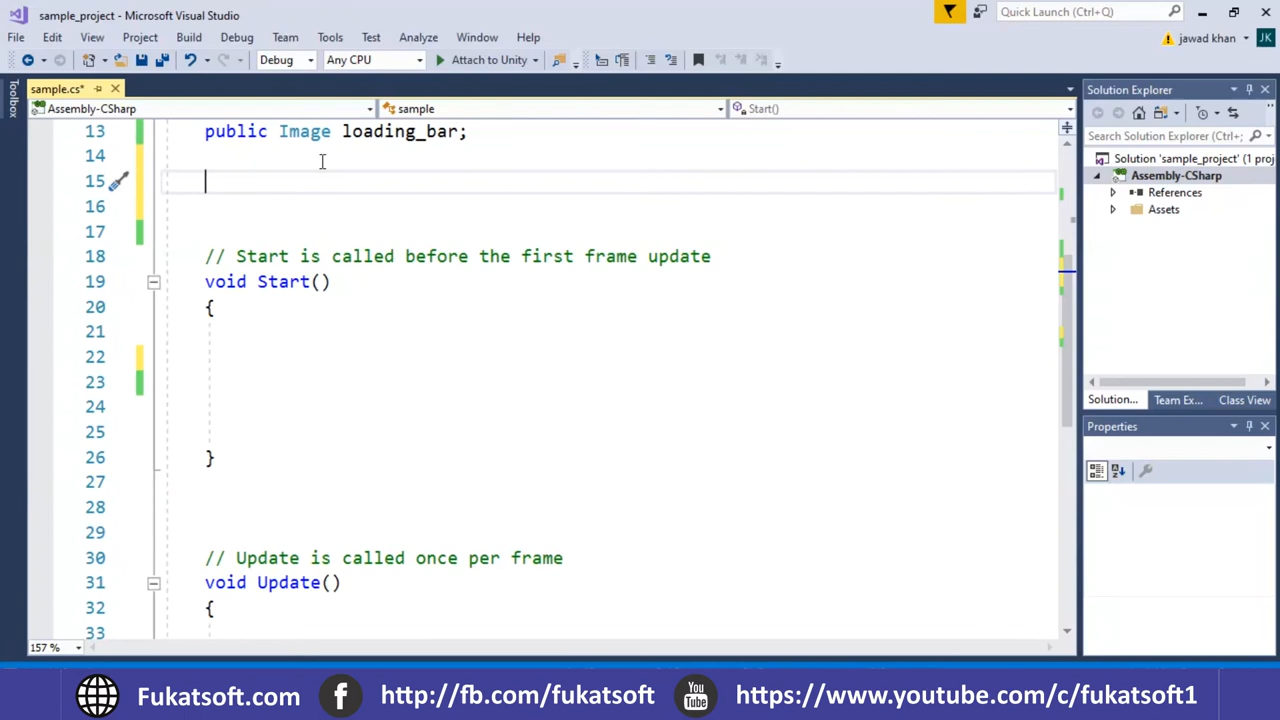 sample_project - Microsoft Visual Studio
Quick Launch (Ctrl+Q)
File Edit View Project Build Debug Team Tools Test Analyze Window Help
jawad khan JK
Debug Any CPU Attach to Unity
Toolbox
sample.cs*
Assembly-CSharp sample Start()
13 public Image loading_bar;
14
15
16
17
18 // Start is called before the first frame update
19 void Start()
20 {
21
22
23
24
25
26 }
27
28
29
30 // Update is called once per frame
31 void Update()
32 {
33
157 %
Solution Explorer
Search Solution Explorer (Ctrl+;
Solution 'sample_project' (1 proj
Assembly-CSharp
References
Assets
Solution... Team Ex... Class View
Properties
Fukatsoft.com f http://fb.com/fukatsoft You Tube https://www.youtube.com/c/fukatsoft1